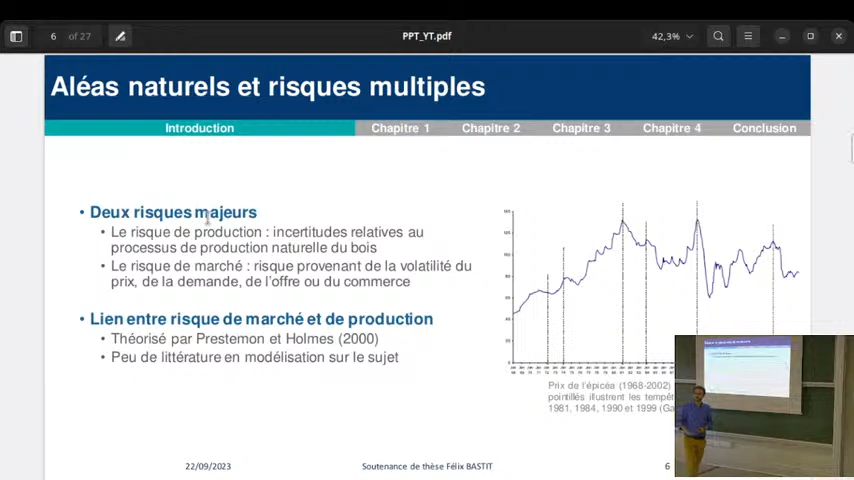 6 of 27
PPT_YT.pdf
42,3%
Aléas naturels et risques multiples
Introduction
Chapitre 1
Chapitre 2
Chapitre 3
Chapitre 4
Conclusion
• Deux risques majeurs
• Le risque de production : incertitudes relatives au
processus de production naturelle du bois
• Le risque de marché : risque provenant de la volatilité du
prix, de la demande, de l'offre ou du commerce
• Lien entre risque de marché et de production
• Théorisé par Prestemon et Holmes (2000)
• Peu de littérature en modélisation sur le sujet
Prix de l'épicéa (1968-2002)
pointillés illustrent les
1981, 1984, 1990 et 1999
22/09/2023
Soutenance de thèse Félix BASTIT
6